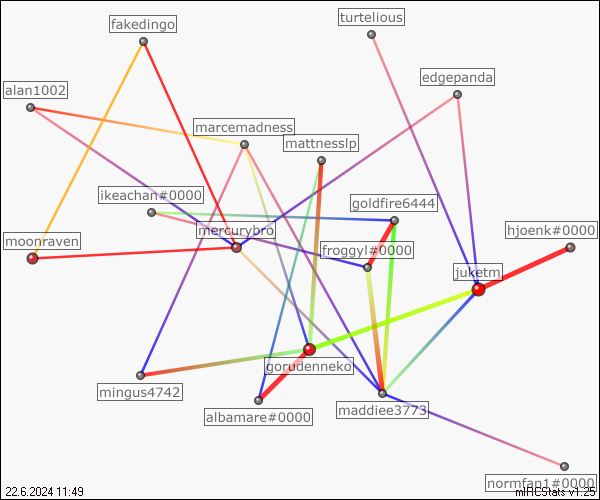 fakedingo
turtelious
alan1002
edgepanda
marcemadness
mattnesslp
ikeachan#0000
goldfire6444
moonraven
mercurybro
froggyl#0000
hjoenk#0000
juketm
gorudenneko
mingus4742
albamare#0000
maddiee3773
normfan1#0000
22.6.2024 11:49
mIRCStats v1.25